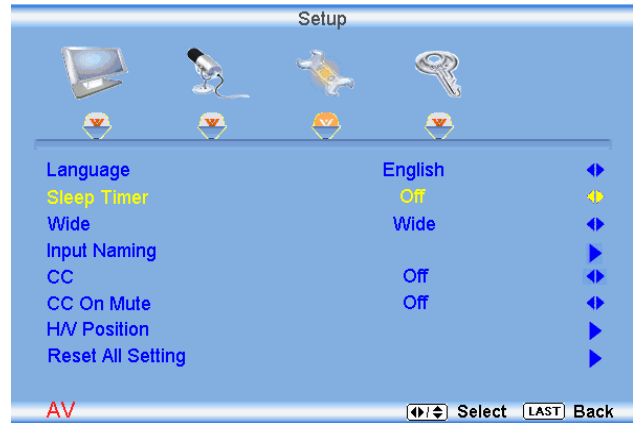 Setup
Language English
Sleep Timer Off
Wide Wide
Input Naming
CC Off
CC On Mute Off
H/V Position
Reset All Setting
AV Select LAST Back